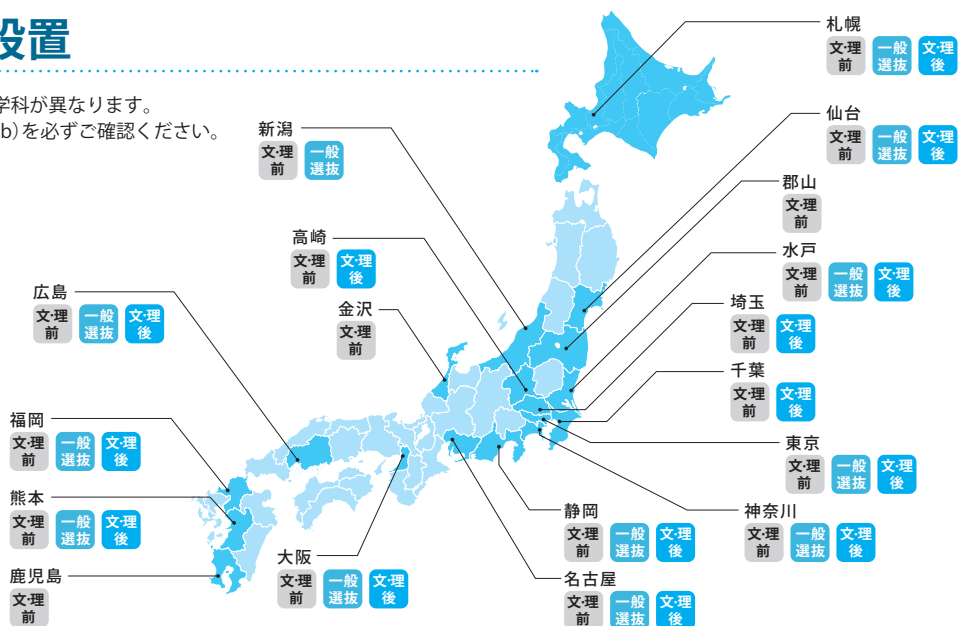 設置
学科が異なります。
b)を必ずご確認ください。
札幌
文・理
前
一般
選抜
文・理
後
仙台
文・理
前
一般
選抜
文・理
後
新潟
文・理
前
一般
選抜
郡山
文・理
前
高崎
文・理
前
文・理
後
水戸
文・理
前
一般
選抜
文・理
後
広島
文・理
前
一般
選抜
文・理
後
金沢
文・理
前
埼玉
文・理
前
文・理
後
千葉
文・理
前
文・理
後
福岡
文・理
前
一般
選抜
文・理
後
東京
文・理
前
一般
選抜
文・理
後
熊本
文・理
前
一般
選抜
文・理
後
静岡
文・理
前
一般
選抜
文・理
後
神奈川
文・理
前
一般
選抜
文・理
後
大阪
文・理
前
一般
選抜
文・理
後
鹿児島
文・理
前
名古屋
文・理
前
一般
選抜
文・理
後